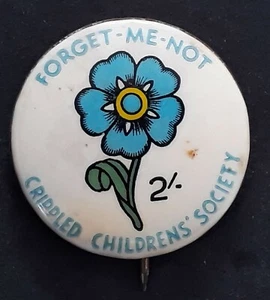 FORGET-ME-NOT
2/-
CRIPPLED CHILDRENS' SOCIETY